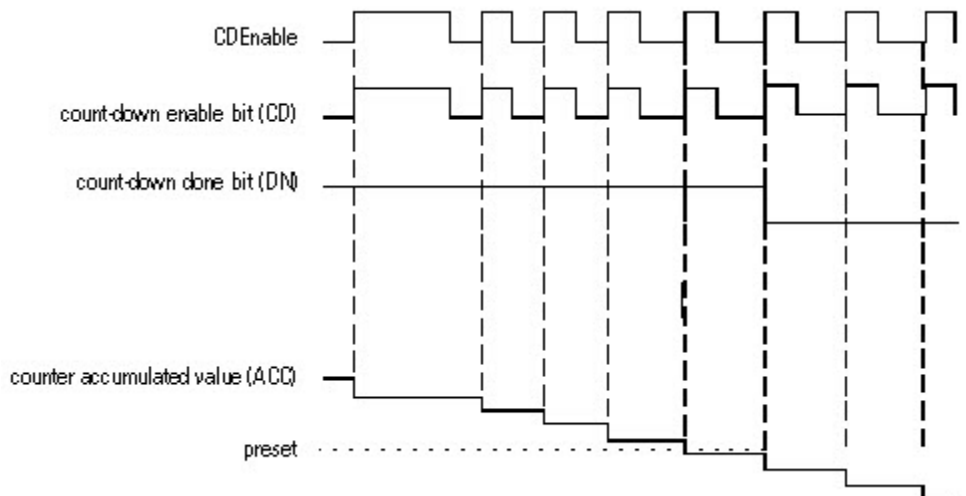 CDEnable
count-down enable bit (CD)
count-down done bit (DN)
counter accumulated value (ACC)
preset